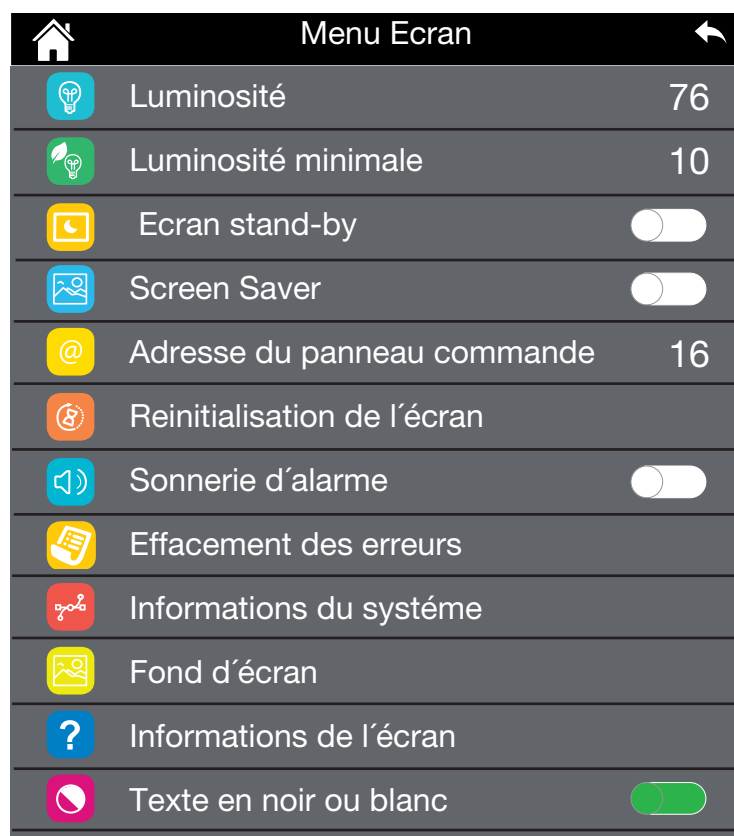 Menu Ecran
Luminosité 76
Luminosité minimale 10
Ecran stand-by
Screen Saver
@ Adresse du panneau commande 16
Reinitialisation de l´écran
Sonnerie d´alarme
Effacement des erreurs
Informations du systéme
Fond d´écran
? Informations de l´écran
Texte en noir ou blanc